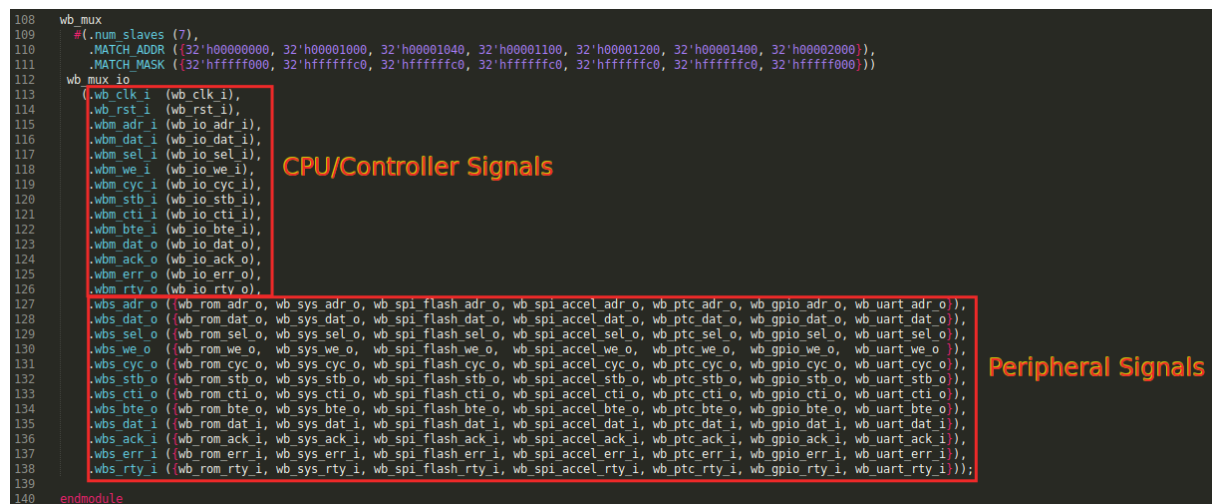 108 wb_mux
109 #(.num_slaves (7),
110 .MATCH_ADDR ({32'h00000000, 32'h00001000, 32'h00001040, 32'h00001100, 32'h00001200, 32'h00001400, 32'h00002000}),
111 .MATCH_MASK ({32'hfffff000, 32'hffffffc0, 32'hffffffc0, 32'hffffffc0, 32'hffffffc0, 32'hffffffc0, 32'hfffff000}))
112 wb_mux_io
113 (.wb_clk_i (wb_clk_i),
114 .wb_rst_i (wb_rst_i),
115 .wbm_adr_i (wb_io_adr_i),
116 .wbm_dat_i (wb_io_dat_i),
117 .wbm_sel_i (wb_io_sel_i),
118 .wbm_we_i (wb_io_we_i),
119 .wbm_cyc_i (wb_io_cyc_i),
120 .wbm_stb_i (wb_io_stb_i),
121 .wbm_cti_i (wb_io_cti_i),
122 .wbm_bte_i (wb_io_bte_i),
123 .wbm_dat_o (wb_io_dat_o),
124 .wbm_ack_o (wb_io_ack_o),
125 .wbm_err_o (wb_io_err_o),
126 .wbm_rty_o (wb_io_rty_o),
CPU/Controller Signals
127 .wbs_adr_o ({wb_rom_adr_o, wb_sys_adr_o, wb_spi_flash_adr_o, wb_spi_accel_adr_o, wb_ptc_adr_o, wb_gpio_adr_o, wb_uart_adr_o}),
128 .wbs_dat_o ({wb_rom_dat_o, wb_sys_dat_o, wb_spi_flash_dat_o, wb_spi_accel_dat_o, wb_ptc_dat_o, wb_gpio_dat_o, wb_uart_dat_o}),
129 .wbs_sel_o ({wb_rom_sel_o, wb_sys_sel_o, wb_spi_flash_sel_o, wb_spi_accel_sel_o, wb_ptc_sel_o, wb_gpio_sel_o, wb_uart_sel_o}),
130 .wbs_we_o ({wb_rom_we_o, wb_sys_we_o, wb_spi_flash_we_o, wb_spi_accel_we_o, wb_ptc_we_o, wb_gpio_we_o, wb_uart_we_o }),
131 .wbs_cyc_o ({wb_rom_cyc_o, wb_sys_cyc_o, wb_spi_flash_cyc_o, wb_spi_accel_cyc_o, wb_ptc_cyc_o, wb_gpio_cyc_o, wb_uart_cyc_o}),
132 .wbs_stb_o ({wb_rom_stb_o, wb_sys_stb_o, wb_spi_flash_stb_o, wb_spi_accel_stb_o, wb_ptc_stb_o, wb_gpio_stb_o, wb_uart_stb_o}),
133 .wbs_cti_o ({wb_rom_cti_o, wb_sys_cti_o, wb_spi_flash_cti_o, wb_spi_accel_cti_o, wb_ptc_cti_o, wb_gpio_cti_o, wb_uart_cti_o}),
134 .wbs_bte_o ({wb_rom_bte_o, wb_sys_bte_o, wb_spi_flash_bte_o, wb_spi_accel_bte_o, wb_ptc_bte_o, wb_gpio_bte_o, wb_uart_bte_o}),
135 .wbs_dat_i ({wb_rom_dat_i, wb_sys_dat_i, wb_spi_flash_dat_i, wb_spi_accel_dat_i, wb_ptc_dat_i, wb_gpio_dat_i, wb_uart_dat_i}),
136 .wbs_ack_i ({wb_rom_ack_i, wb_sys_ack_i, wb_spi_flash_ack_i, wb_spi_accel_ack_i, wb_ptc_ack_i, wb_gpio_ack_i, wb_uart_ack_i}),
137 .wbs_err_i ({wb_rom_err_i, wb_sys_err_i, wb_spi_flash_err_i, wb_spi_accel_err_i, wb_ptc_err_i, wb_gpio_err_i, wb_uart_err_i}),
138 .wbs_rty_i ({wb_rom_rty_i, wb_sys_rty_i, wb_spi_flash_rty_i, wb_spi_accel_rty_i, wb_ptc_rty_i, wb_gpio_rty_i, wb_uart_rty_i}));
Peripheral Signals
139
140 endmodule